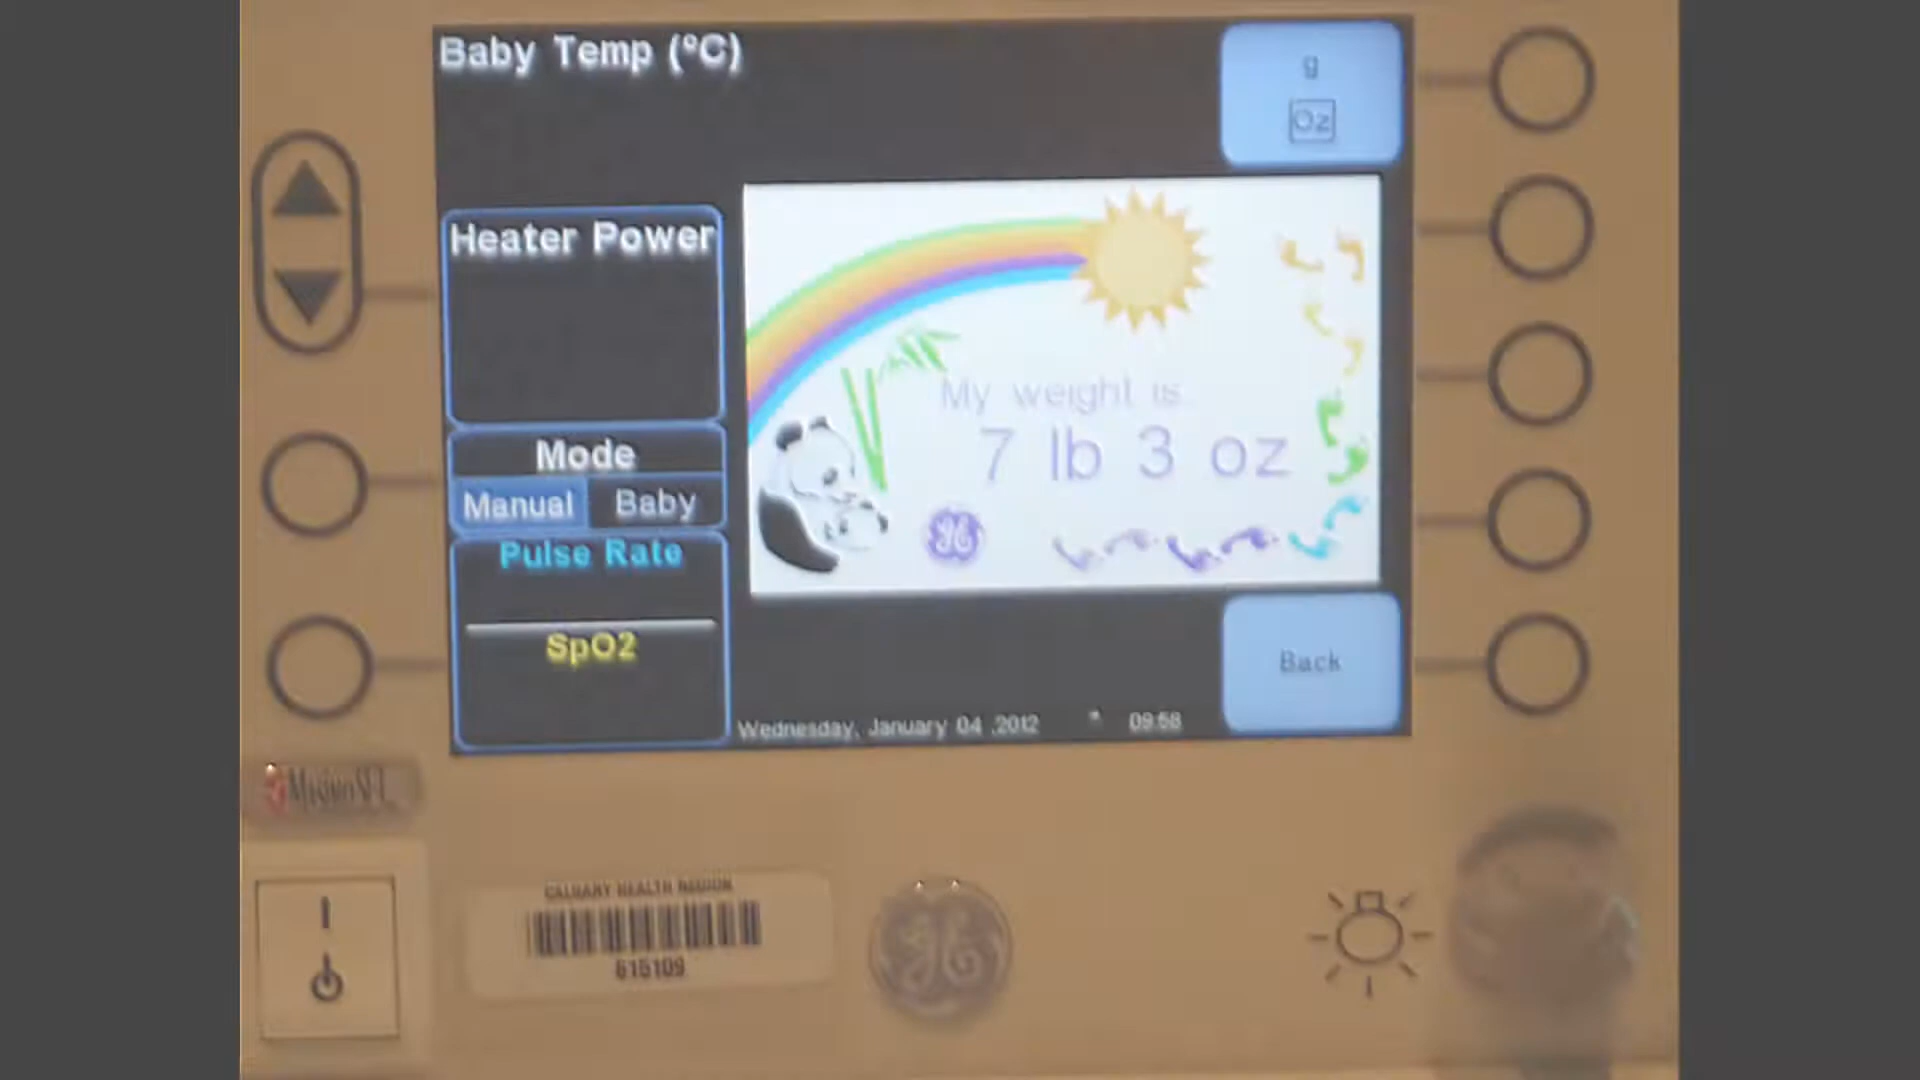 Baby Temp (°C)
g
Oz
Heater Power
My weight is
7 lb 3 oz
Mode
Manual Baby
Pulse Rate
SpO2
Back
Wednesday, January 04 ,2012 * 09:58
CALGARY HEALTH REGION
615109